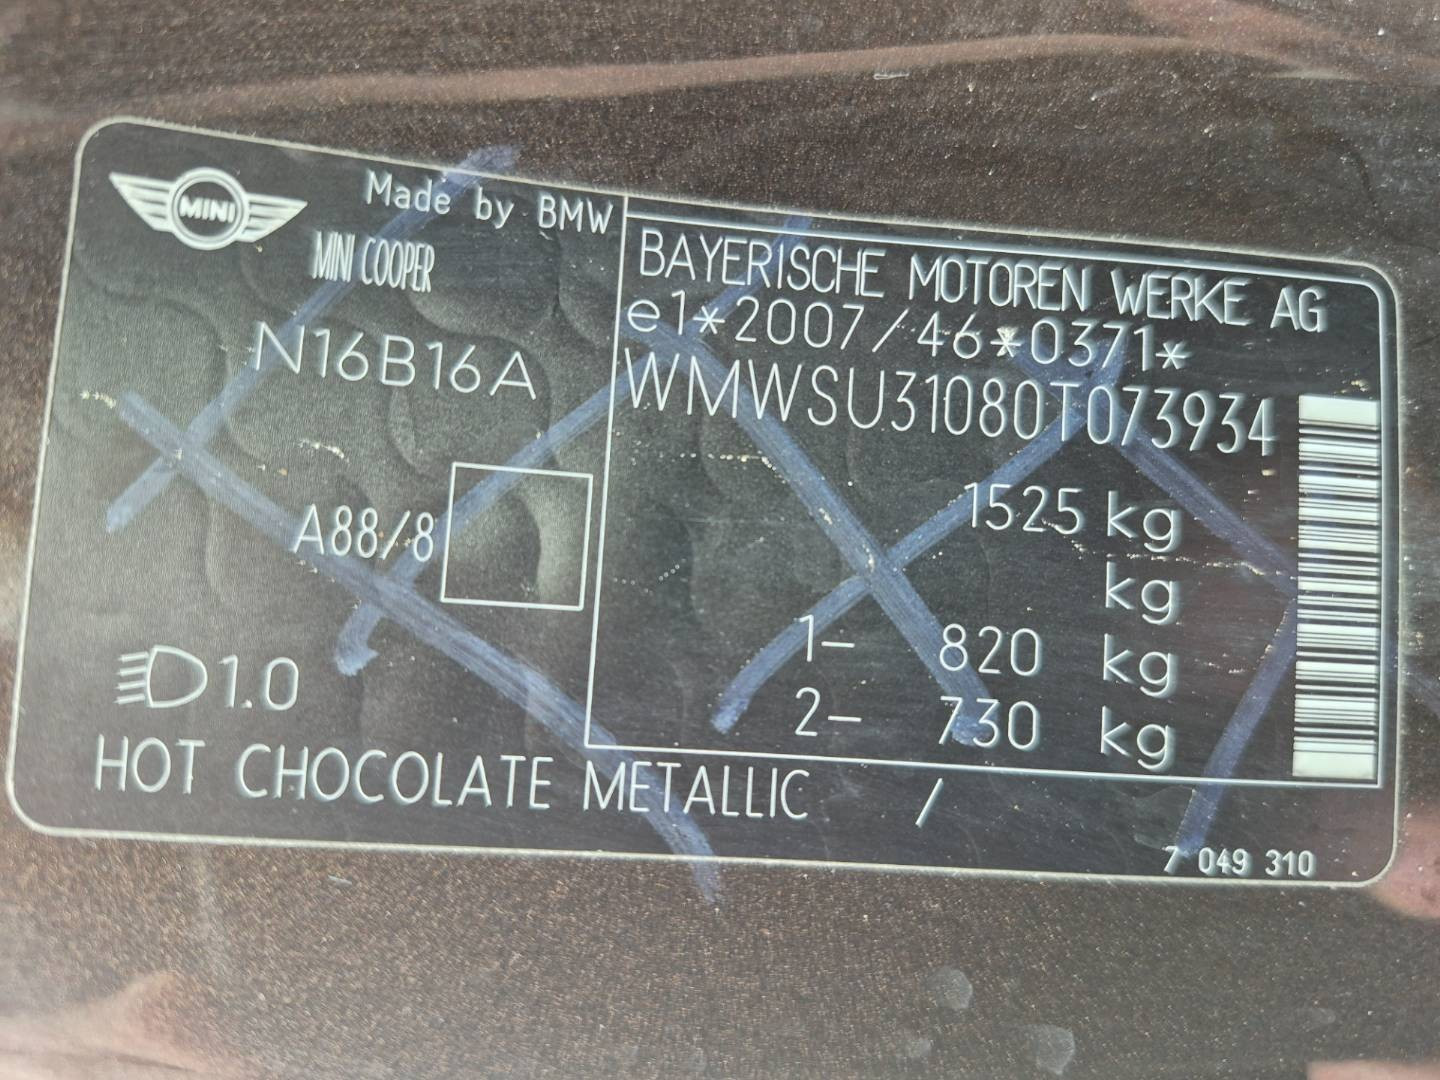 MINI
Made by BMW
MINI COOPER
N16B16A
A88/8
1.0
HOT CHOCOLATE METALLIC /
BAYERISCHE MOTOREN WERKE AG
e1*2007/46*0371*
WMWSU31080T073934
1525 kg
kg
1– 820 kg
2– 730 kg
7 049 310